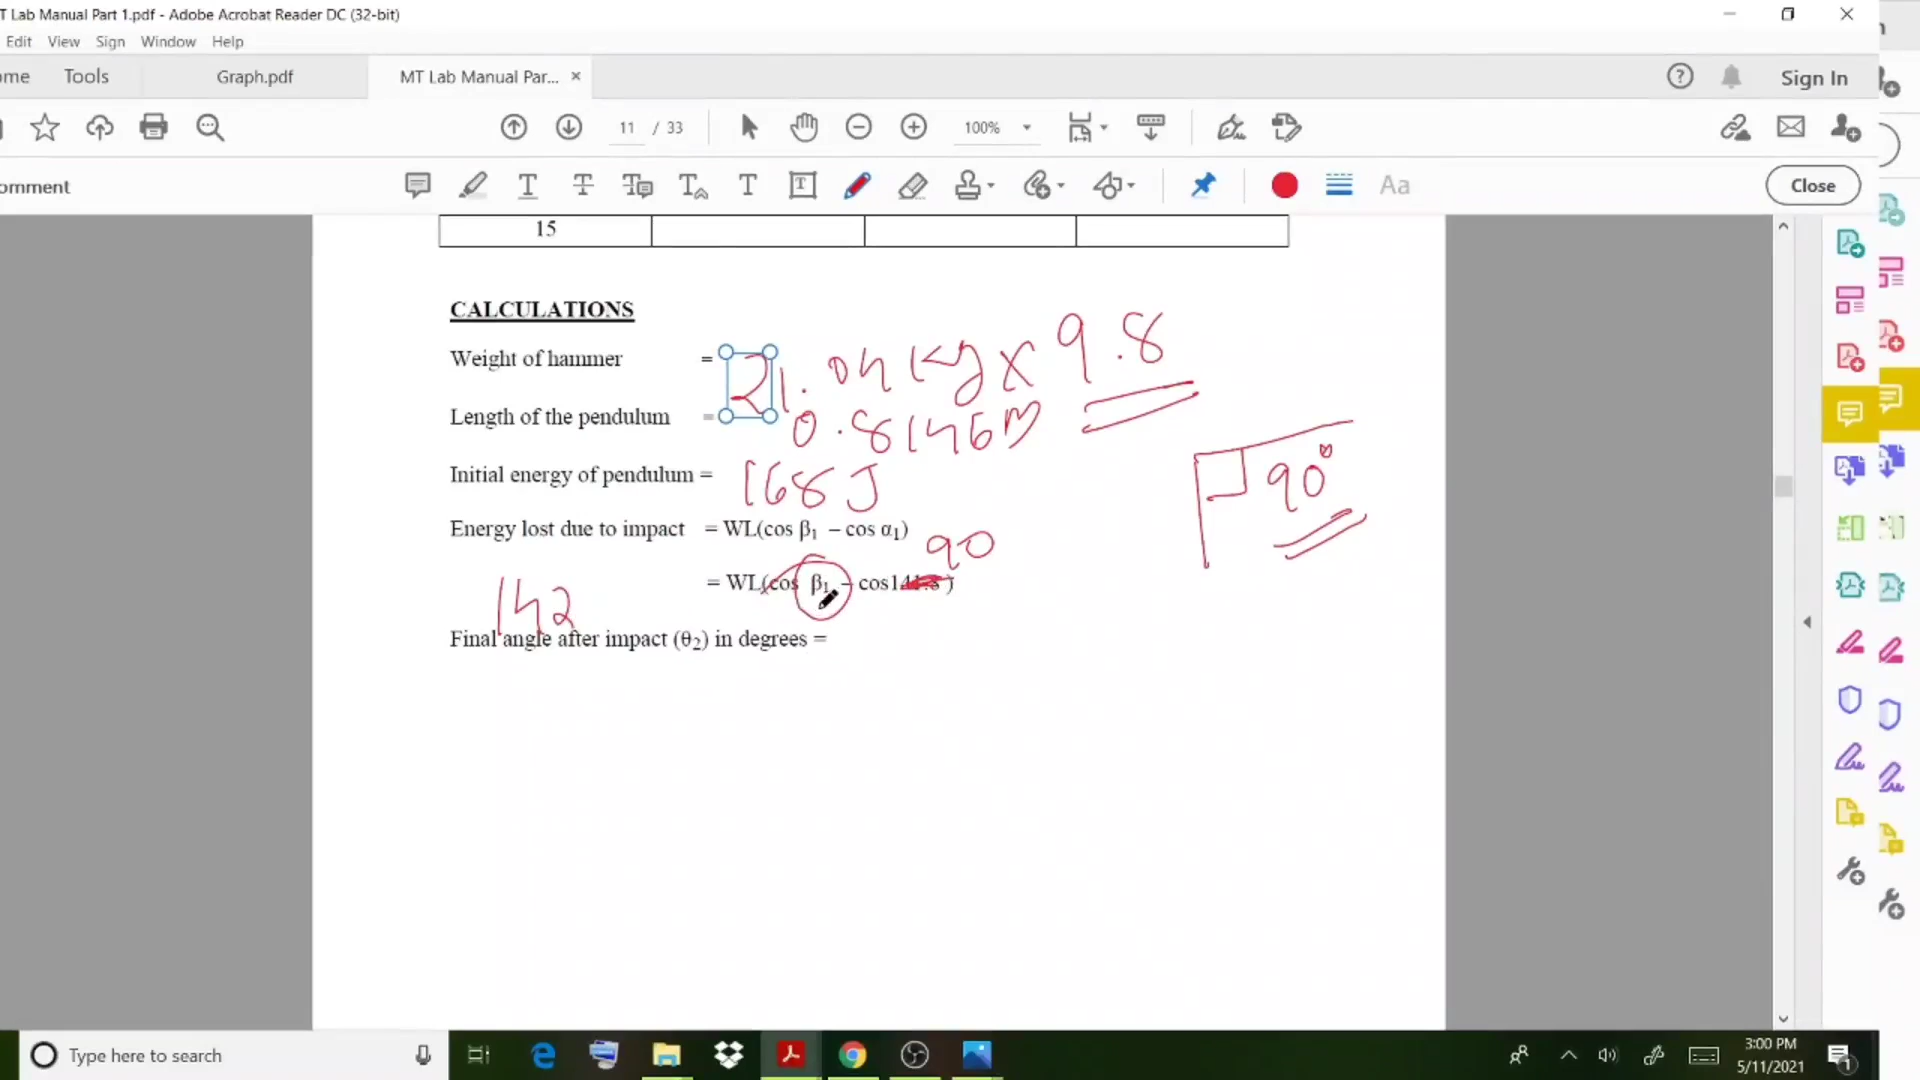 T Lab Manual Part 1.pdf - Adobe Acrobat Reader DC (32-bit)
Edit View Sign Window Help
ome Tools Graph.pdf MT Lab Manual Par... × Sign In
11 / 33 100%
omment T T T T T T Aa Close
15
CALCULATIONS
Weight of hammer = 21.04 Kg x 9.8
Length of the pendulum = 0.8146 m
Initial energy of pendulum = 168 J
90°
Energy lost due to impact = WL(cos β₁ – cos α₁)
90
= WL(cos β₁ – cos141.8 )
142
Final angle after impact (θ₂) in degrees =
Type here to search
3:00 PM
5/11/2021
1